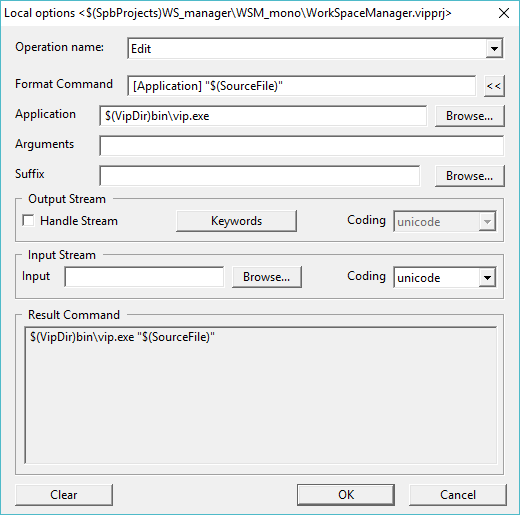 Local options <$(SpbProjects)WS_manager\WSM_mono\WorkSpaceManager.vipprj>
Operation name: Edit
Format Command [Application] "$(SourceFile)" <<
Application $(VipDir)bin\vip.exe Browse...
Arguments
Suffix Browse...
Output Stream
Handle Stream Keywords Coding unicode
Input Stream
Input Browse... Coding unicode
Result Command
$(VipDir)bin\vip.exe "$(SourceFile)"
Clear OK Cancel